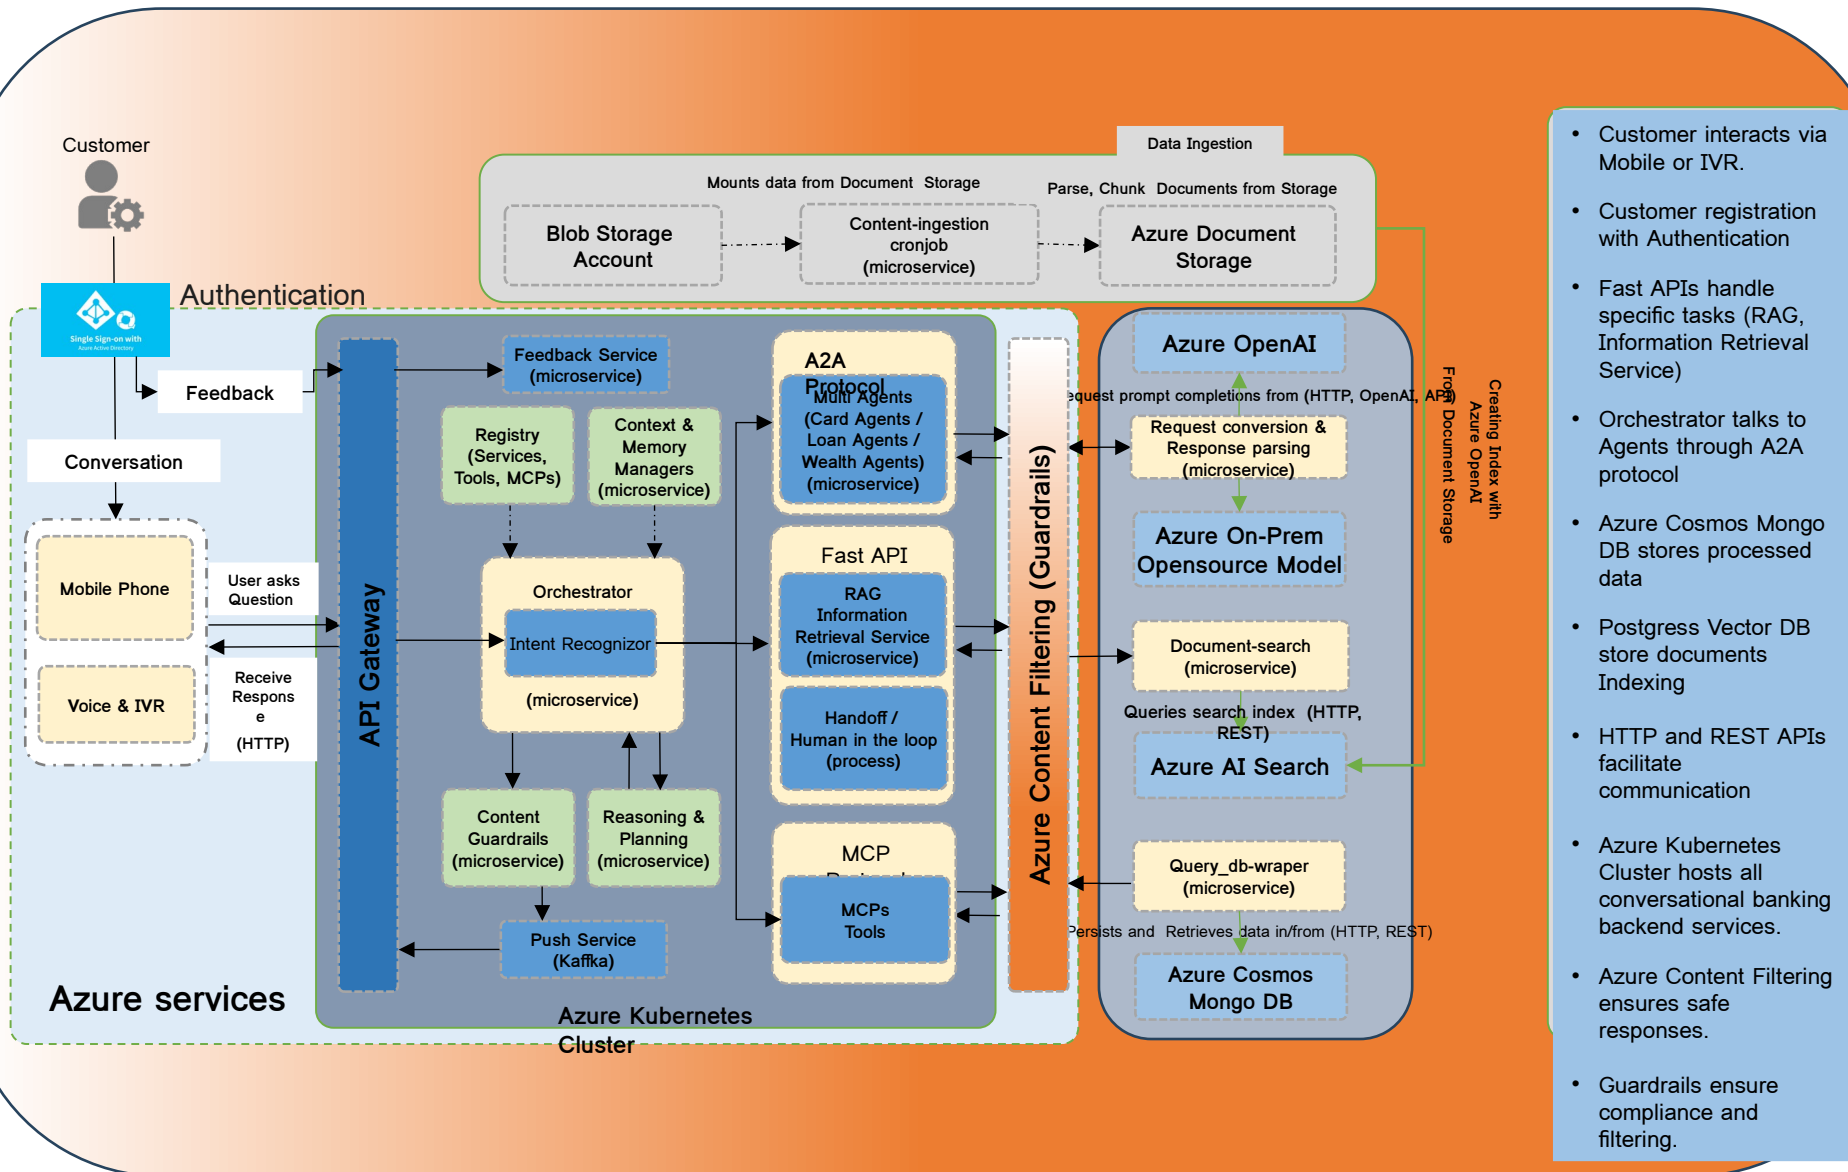 Customer
Authentication
Single Sign-on with
Azure Active Directory
Feedback
Conversation
Mobile Phone
Voice & IVR
User asks
Question
Receive
Respons
e
(HTTP)
Azure services
Data Ingestion
Mounts data from Document Storage
Parse, Chunk Documents from Storage
Blob Storage
Account
Content-ingestion
cronjob
(microservice)
Azure Document
Storage
API Gateway
Feedback Service
(microservice)
Registry
(Services,
Tools, MCPs)
Context &
Memory
Managers
(microservice)
Orchestrator
Intent Recognizor
(microservice)
Content
Guardrails
(microservice)
Reasoning &
Planning
(microservice)
Push Service
(Kaffka)
Azure Kubernetes
Cluster
A2A
Protocol
Multi Agents
(Card Agents /
Loan Agents /
Wealth Agents)
(microservice)
Fast API
RAG
Information
Retrieval Service
(microservice)
Handoff /
Human in the loop
(process)
MCP
MCPs
Tools
Azure Content Filtering (Guardrails)
Azure OpenAI
equest prompt completions from (HTTP, OpenAI, API)
Request conversion &
Response parsing
(microservice)
Azure On-Prem
Opensource Model
Document-search
(microservice)
Queries search index (HTTP,
REST)
Azure AI Search
Query_db-wraper
(microservice)
Persists and Retrieves data in/from (HTTP, REST)
Azure Cosmos
Mongo DB
Creating Index with
Azure OpenAI
From Document Storage
• Customer interacts via
Mobile or IVR.
• Customer registration
with Authentication
• Fast APIs handle
specific tasks (RAG,
Information Retrieval
Service)
• Orchestrator talks to
Agents through A2A
protocol
• Azure Cosmos Mongo
DB stores processed
data
• Postgress Vector DB
store documents
Indexing
• HTTP and REST APIs
facilitate
communication
• Azure Kubernetes
Cluster hosts all
conversational banking
backend services.
• Azure Content Filtering
ensures safe
responses.
• Guardrails ensure
compliance and
filtering.